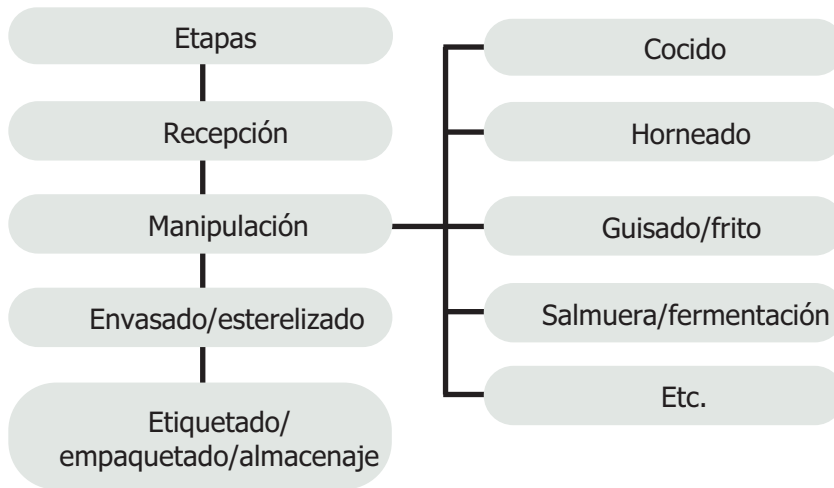 Etapas
Recepción
Manipulación
Envasado/esterelizado
Etiquetado/
empaquetado/almacenaje
Cocido
Horneado
Guisado/frito
Salmuera/fermentación
Etc.